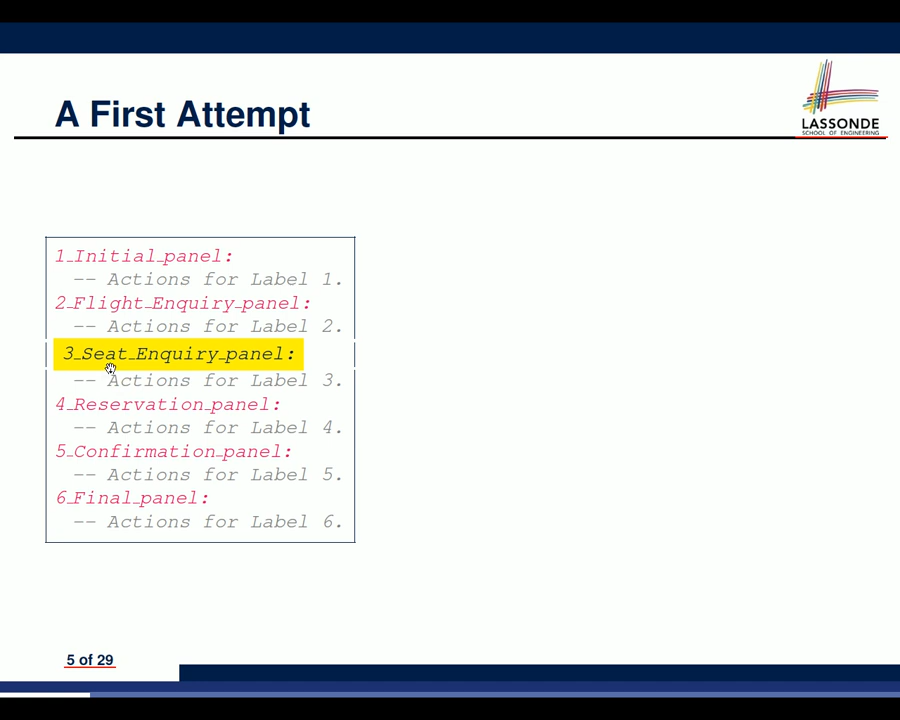 A First Attempt
LASSONDE
SCHOOL OF ENGINEERING
1_Initial_panel:
-- Actions for Label 1.
2_Flight_Enquiry_panel:
-- Actions for Label 2.
3_Seat_Enquiry_panel:
-- Actions for Label 3.
4_Reservation_panel:
-- Actions for Label 4.
5_Confirmation_panel:
-- Actions for Label 5.
6_Final_panel:
-- Actions for Label 6.
5 of 29